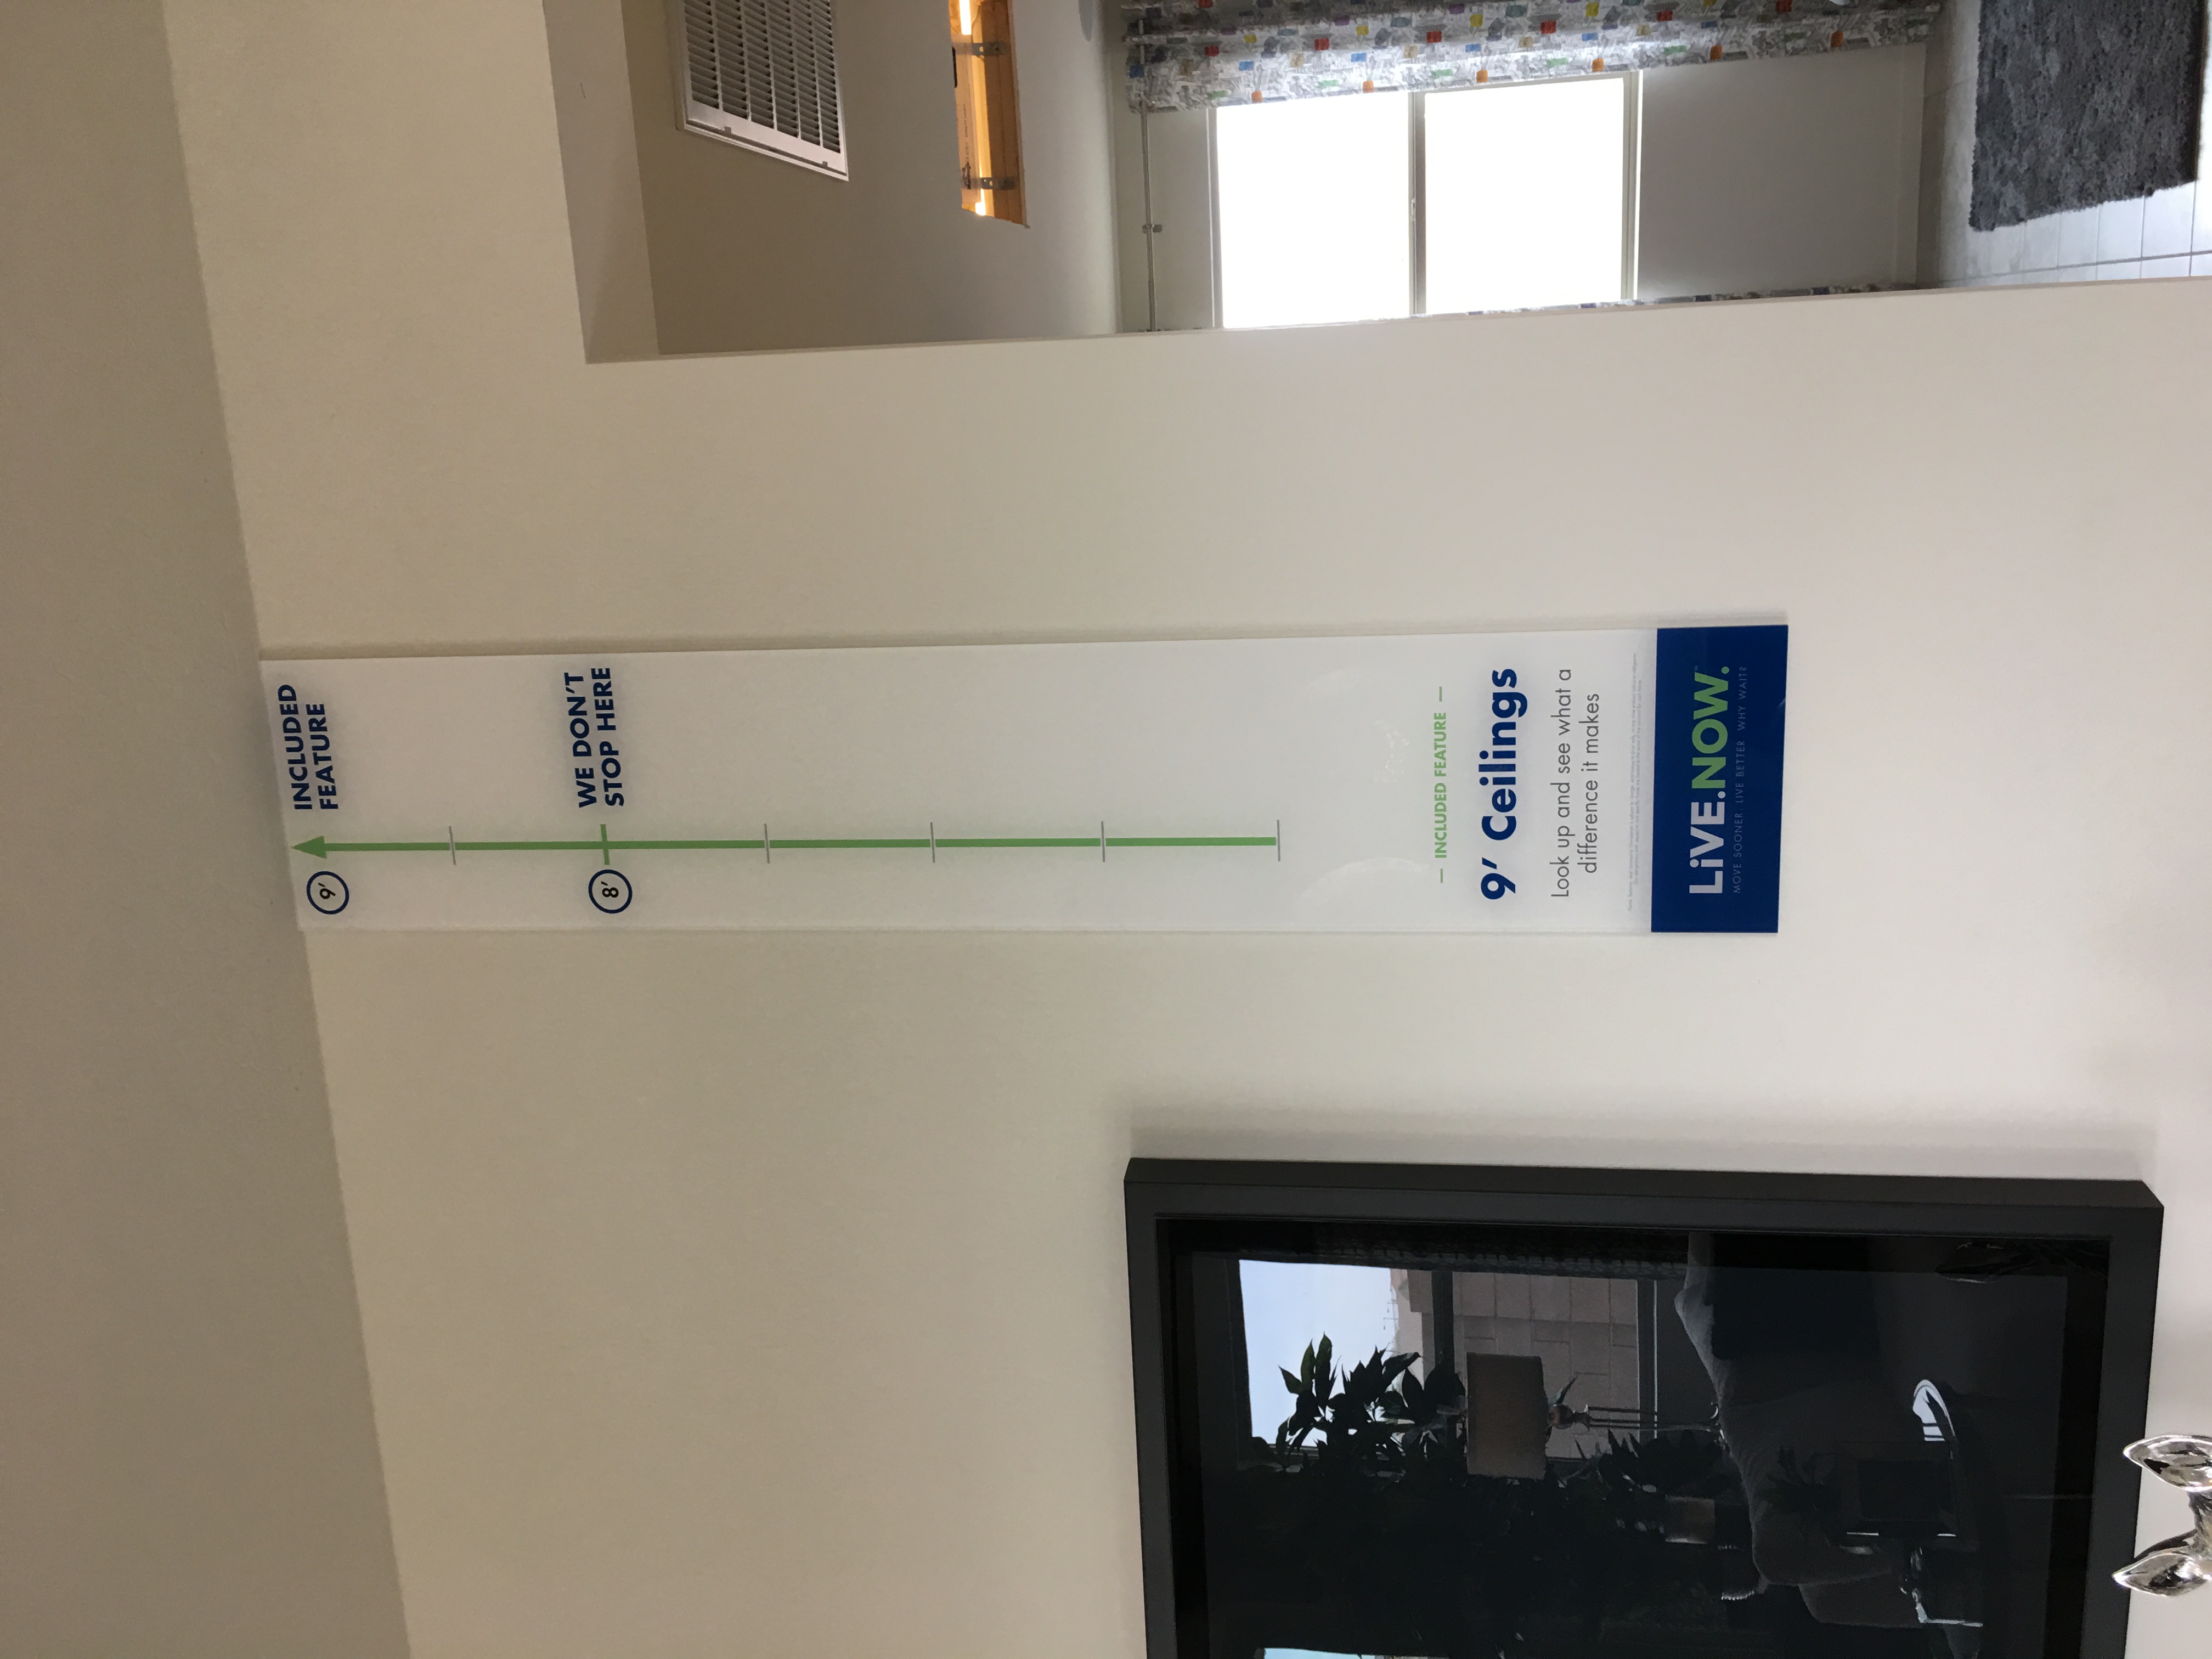 9′
INCLUDED
FEATURE
8′
WE DON'T
STOP HERE
— INCLUDED FEATURE —
9′ Ceilings
Look up and see what a
difference it makes
LiVE.NOW.
MOVE SOONER. LIVE BETTER. WHY WAIT?